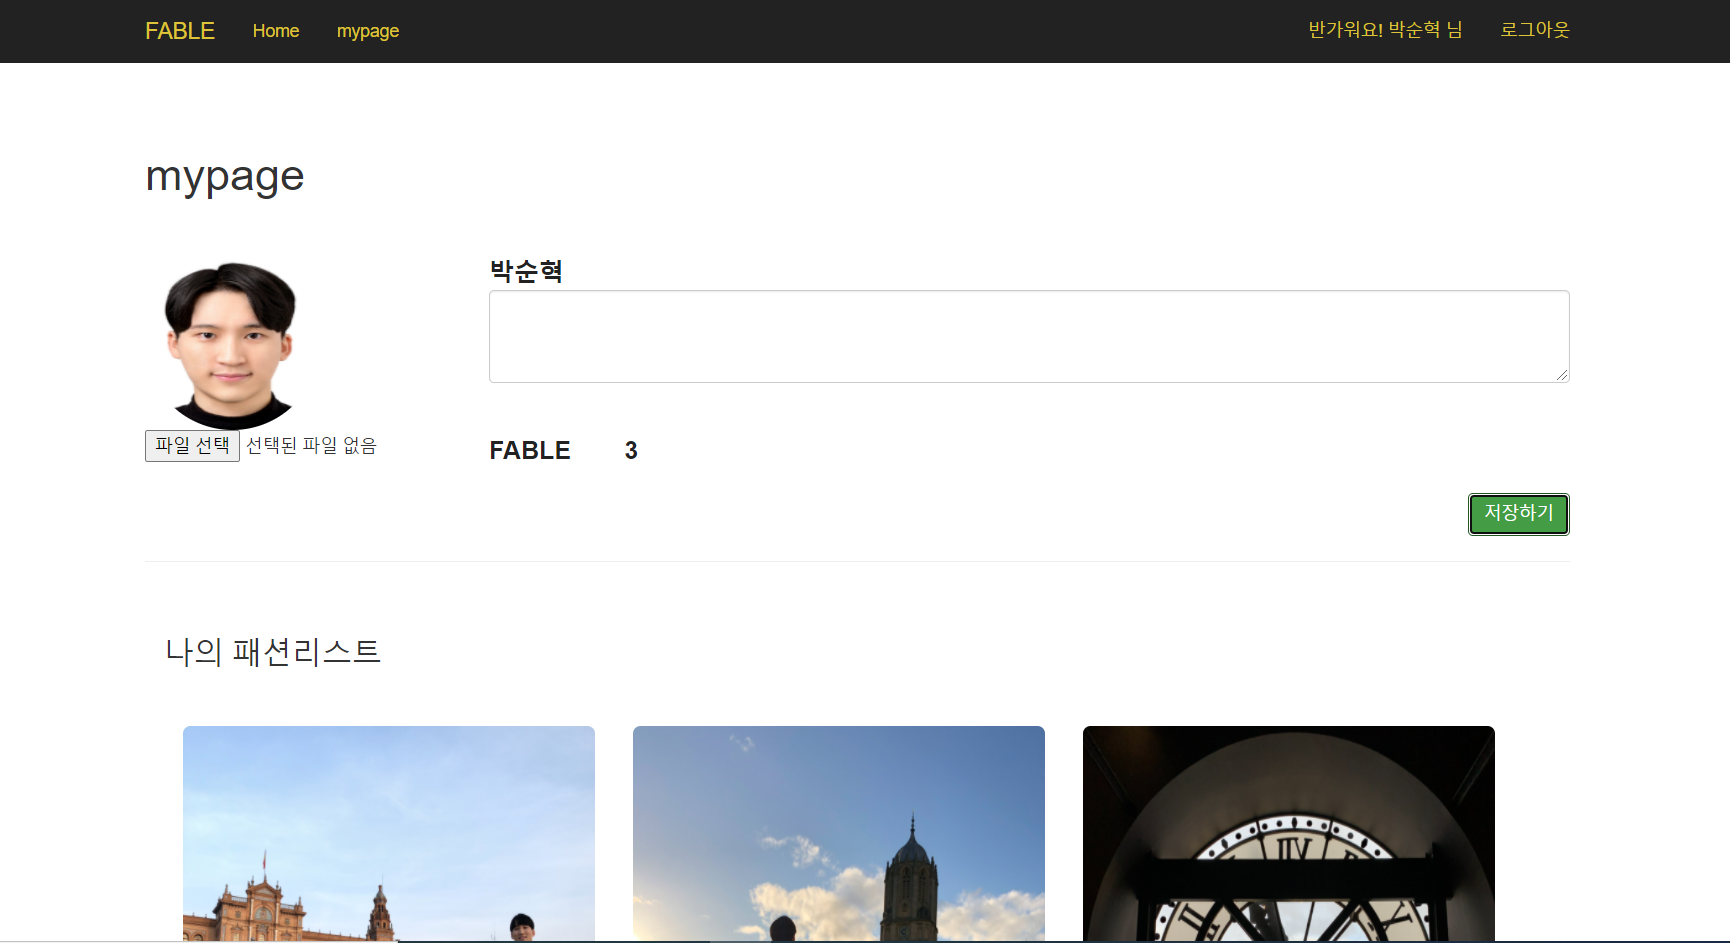 FABLE Home mypage 반가워요! 박순혁 님 로그아웃
mypage
박순혁
파일 선택 선택된 파일 없음
FABLE 3
저장하기
나의 패션리스트